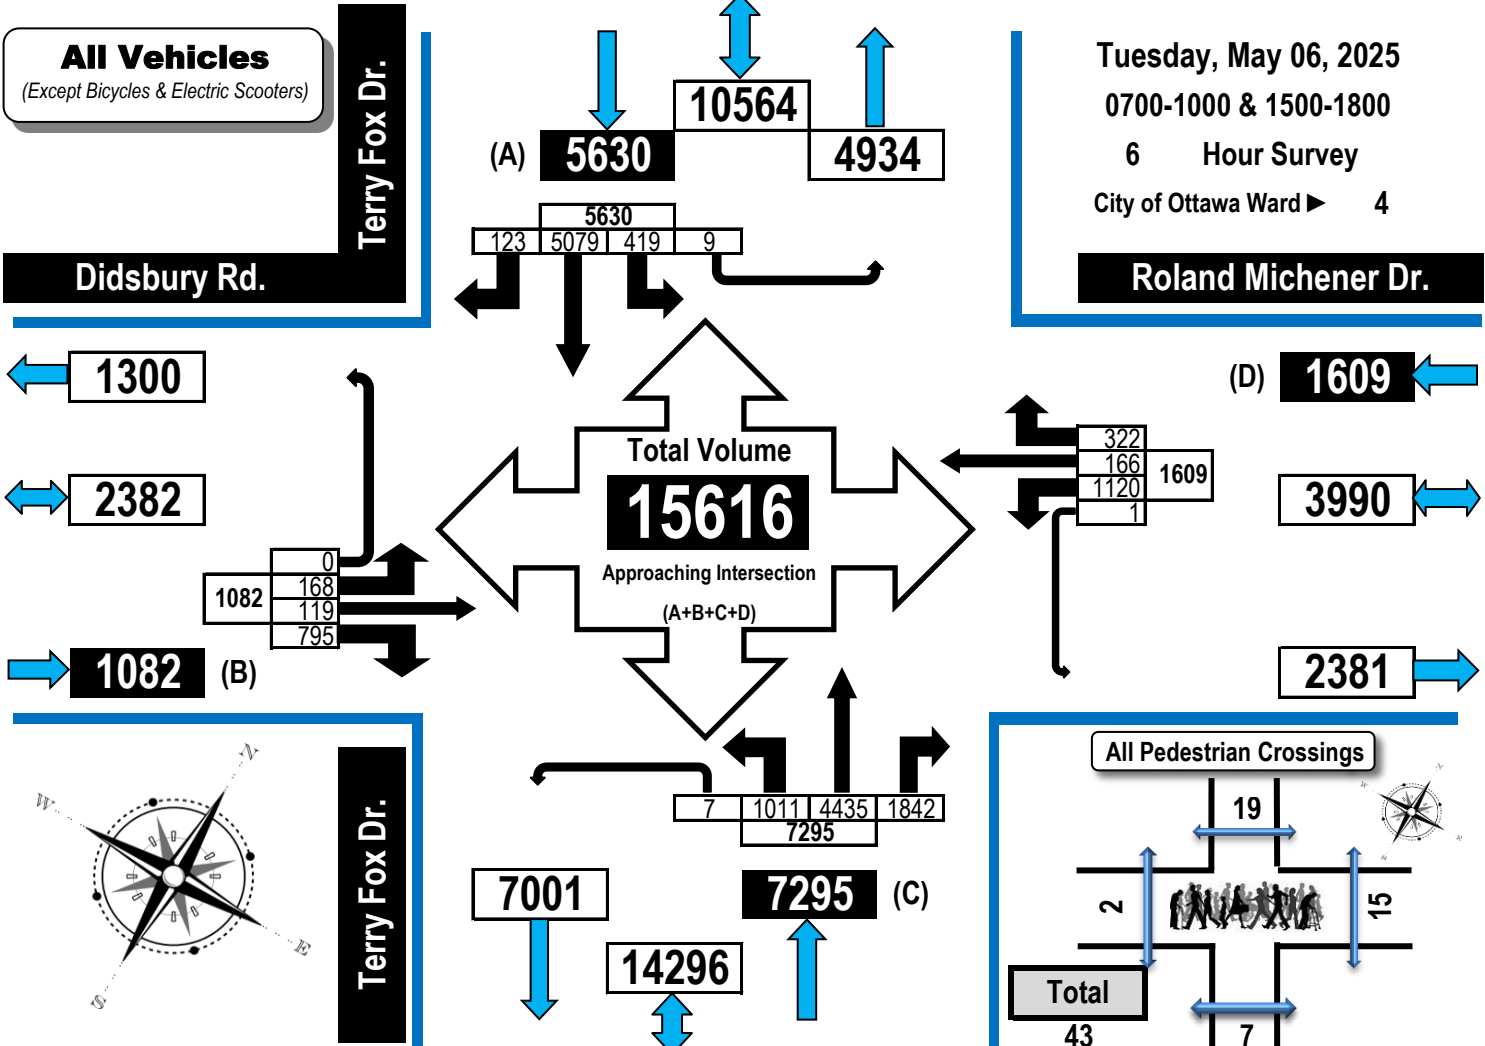 All Vehicles
(Except Bicycles & Electric Scooters)
Terry Fox Dr.
Didsbury Rd.
10564
(A) 5630
4934
5630
123 5079 419 9
Tuesday, May 06, 2025
0700-1000 & 1500-1800
6 Hour Survey
City of Ottawa Ward ► 4
Roland Michener Dr.
1300
2382
0
168
119
795
1082
1082 (B)
Total Volume
15616
Approaching Intersection
(A+B+C+D)
(D) 1609
322
166
1120
1
1609
3990
2381
7 1011 4435 1842
7295
7001
7295 (C)
14296
Terry Fox Dr.
N
W
E
S
All Pedestrian Crossings
19
2
15
7
Total
43